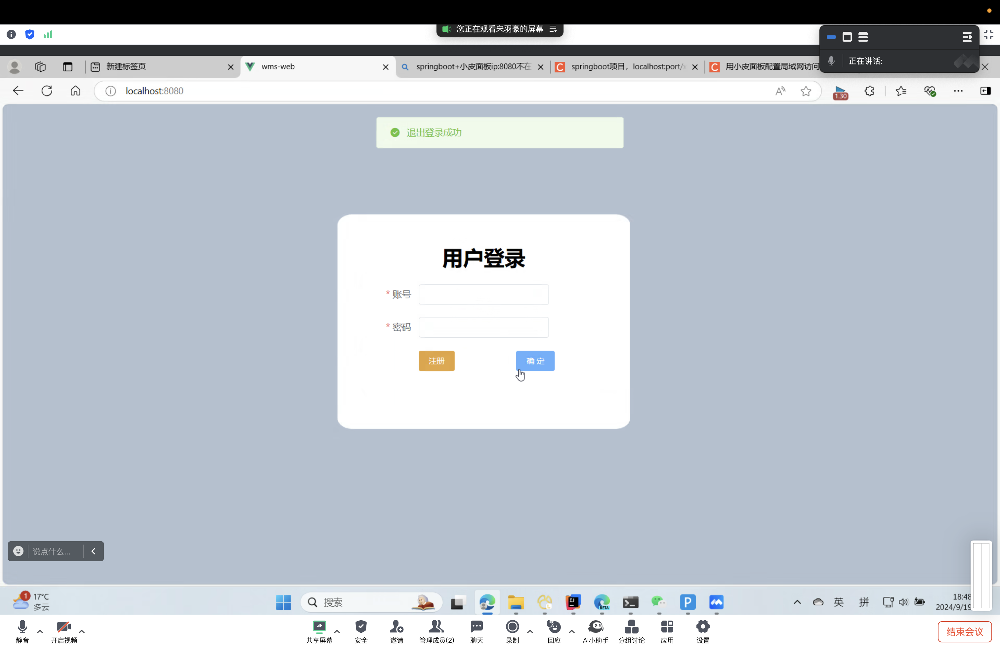 您正在观看宋羽豪的屏幕
正在讲话:
新建标签页
wms-web
springboot+小皮面板ip:8080不在
springboot项目，localhost:port/x
用小皮面板配置局域网访问
localhost:8080
1.30
退出登录成功
用户登录
* 账号
* 密码
注册
确 定
说点什么...
1
17°C
多云
搜索
BETA
英
拼
18:48
2024/9/19
静音
开启视频
共享屏幕
安全
邀请
管理成员(2)
聊天
录制
回应
AI小助手
分组讨论
应用
设置
结束会议